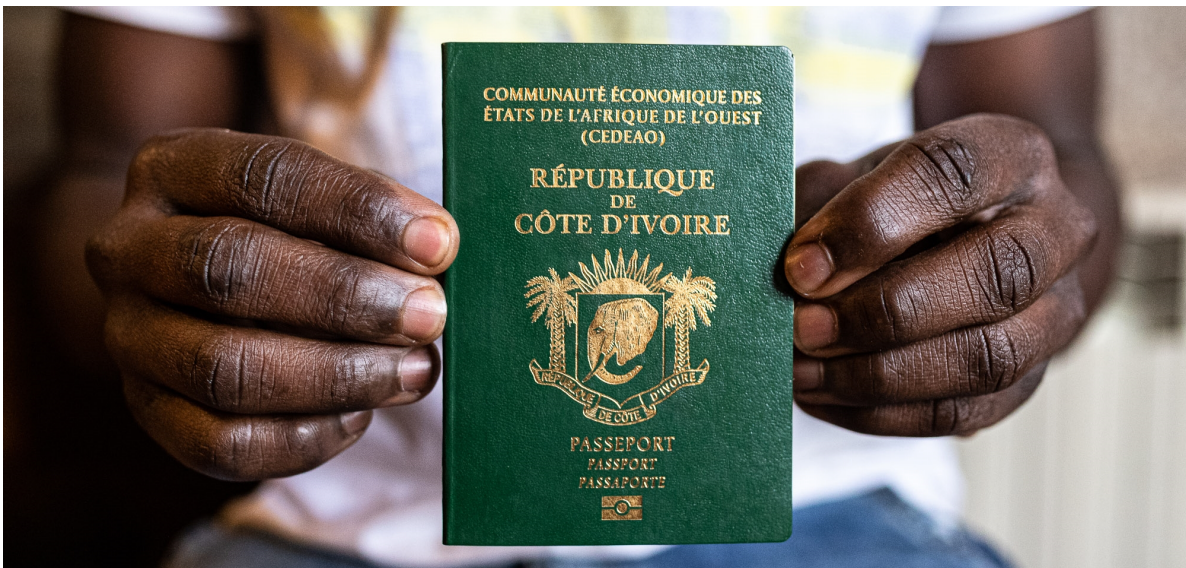 COMMUNAUTÉ ÉCONOMIQUE DES
ÉTATS DE L'AFRIQUE DE L'OUEST
(CEDEAO)
RÉPUBLIQUE
DE
CÔTE D'IVOIRE
RÉPUBLIQUE DE CÔTE D'IVOIRE
PASSEPORT
PASSPORT
PASSAPORTE